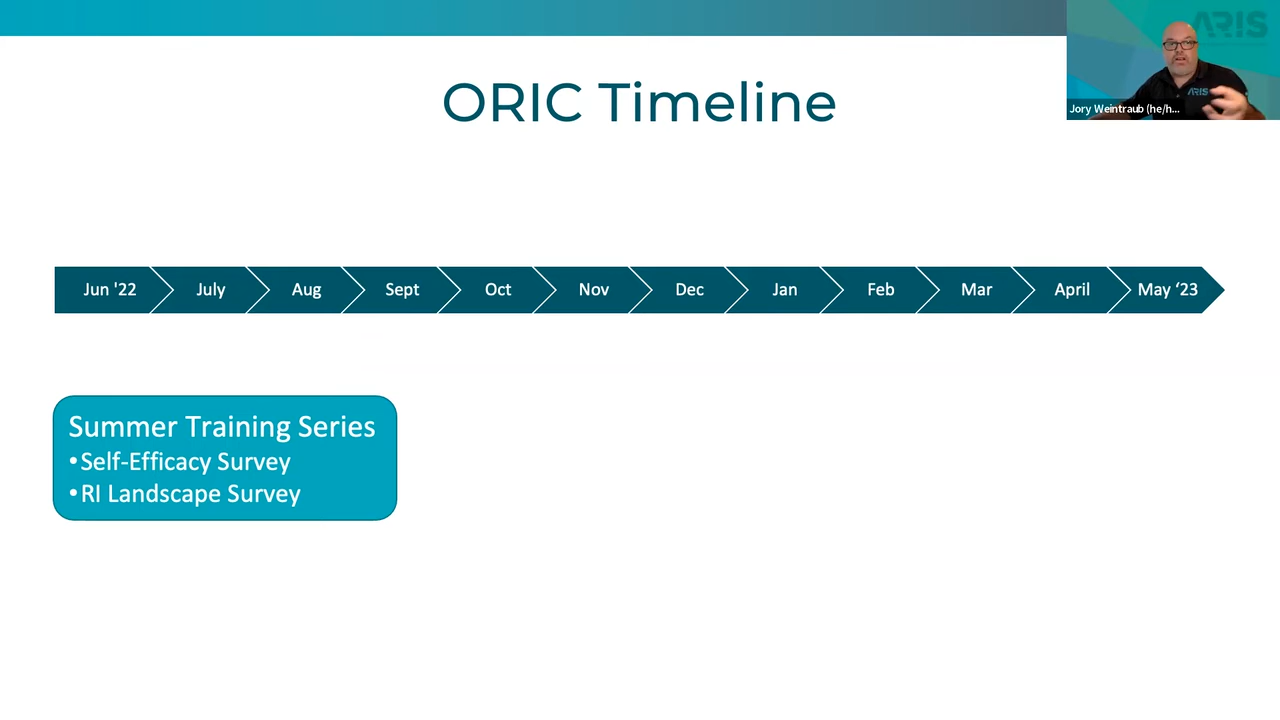 ARIS
ARIS
Jory Weintraub (he/h...
ORIC Timeline
Jun '22 July Aug Sept Oct Nov Dec Jan Feb Mar April May ‘23
Summer Training Series
•Self-Efficacy Survey
•RI Landscape Survey